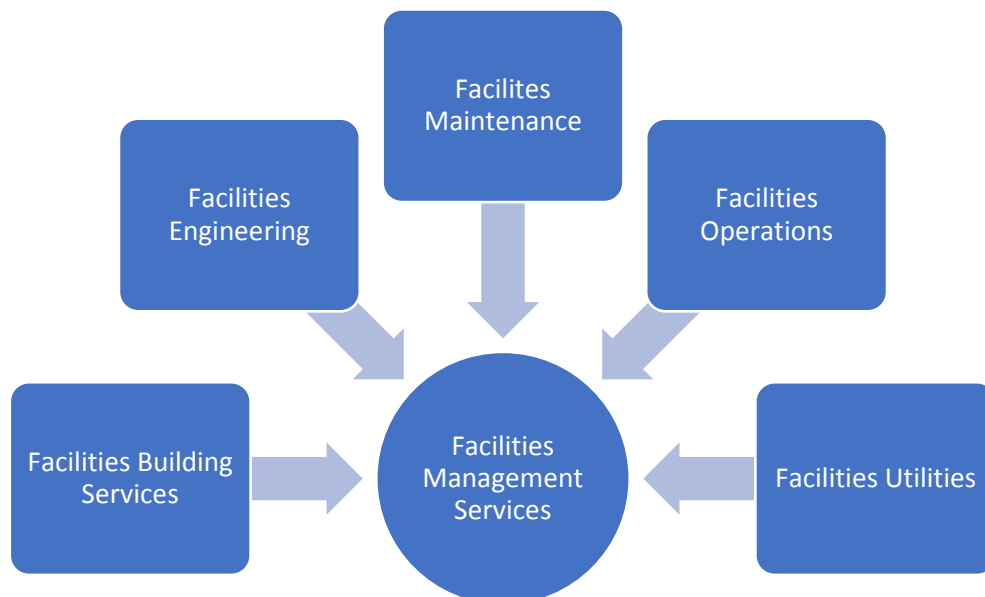 Facilites
Maintenance
Facilities
Engineering
Facilities
Operations
Facilities Building
Services
Facilities
Management
Services
Facilities Utilities